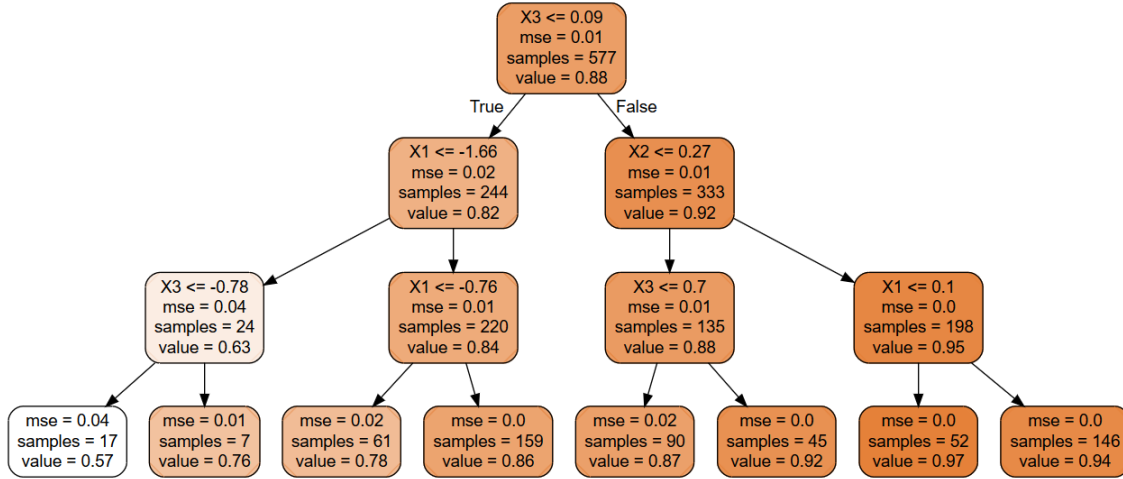 X3 <= 0.09
mse = 0.01
samples = 577
value = 0.88
True
False
X1 <= -1.66
mse = 0.02
samples = 244
value = 0.82
X2 <= 0.27
mse = 0.01
samples = 333
value = 0.92
X3 <= -0.78
mse = 0.04
samples = 24
value = 0.63
X1 <= -0.76
mse = 0.01
samples = 220
value = 0.84
X3 <= 0.7
mse = 0.01
samples = 135
value = 0.88
X1 <= 0.1
mse = 0.0
samples = 198
value = 0.95
mse = 0.04
samples = 17
value = 0.57
mse = 0.01
samples = 7
value = 0.76
mse = 0.02
samples = 61
value = 0.78
mse = 0.0
samples = 159
value = 0.86
mse = 0.02
samples = 90
value = 0.87
mse = 0.0
samples = 45
value = 0.92
mse = 0.0
samples = 52
value = 0.97
mse = 0.0
samples = 146
value = 0.94